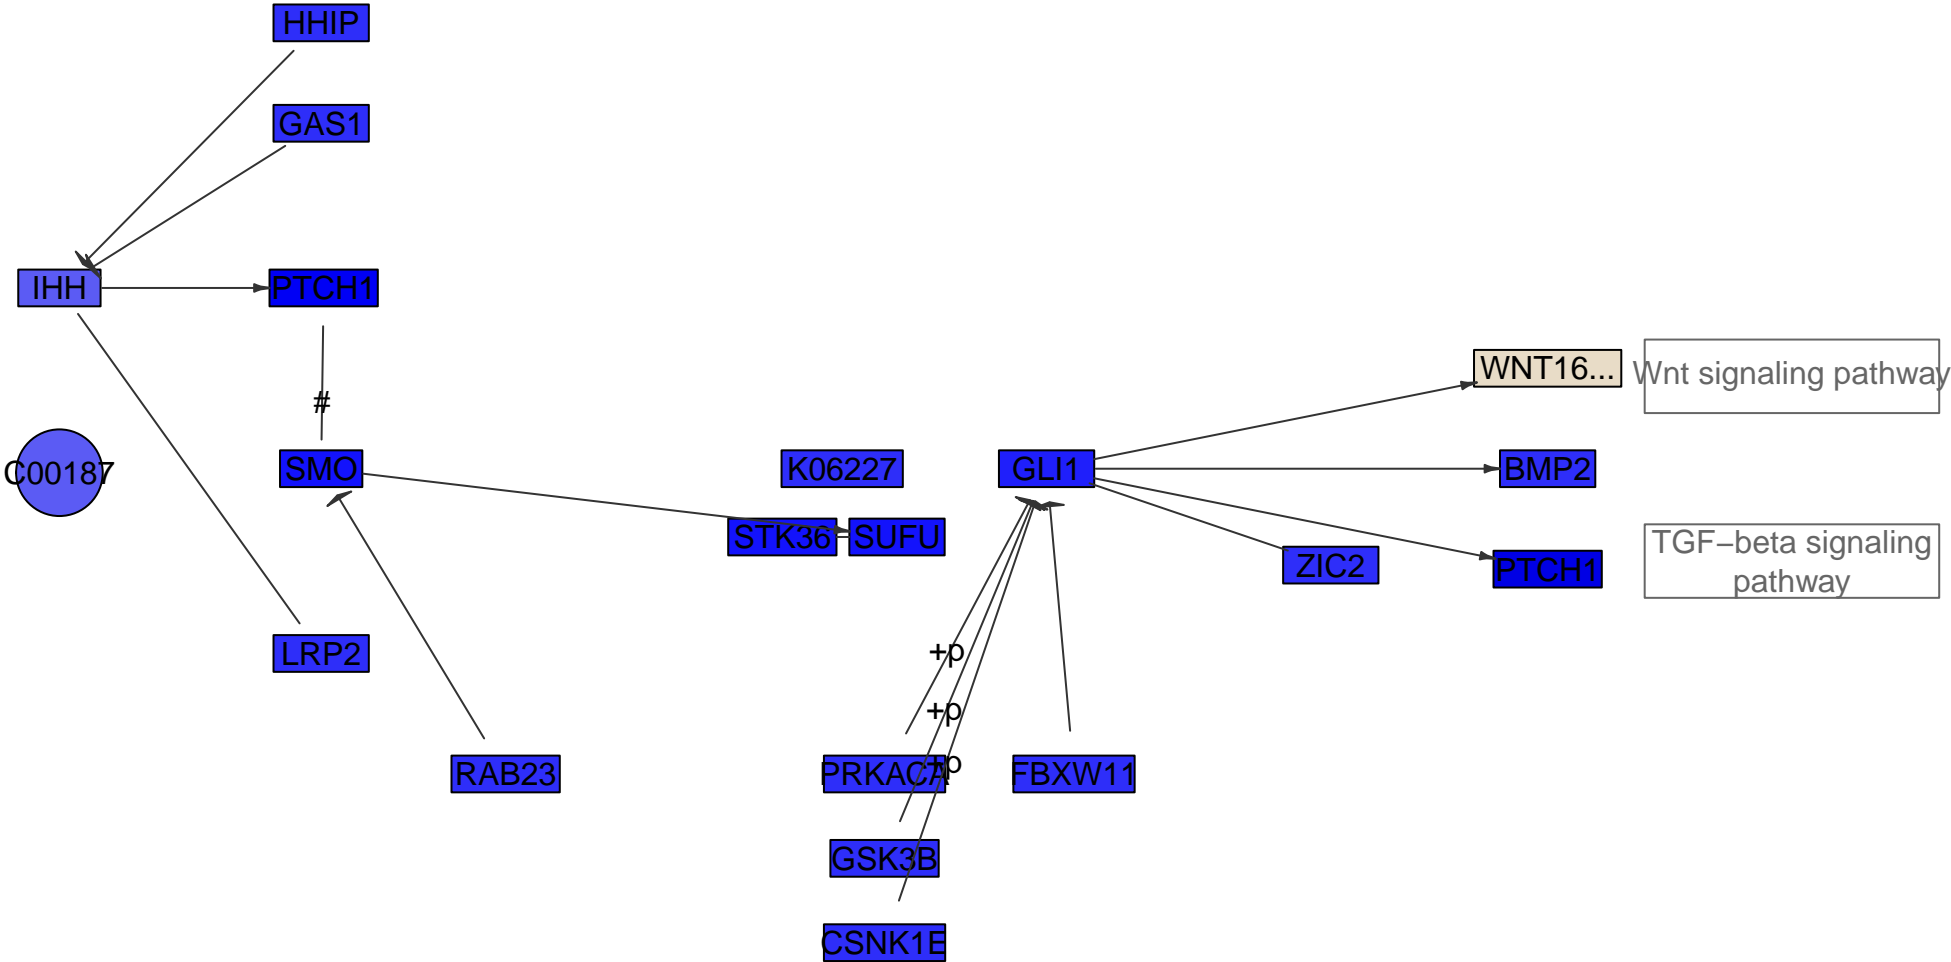 HHIP
GAS1
IHH
PTCH1
#
WNT16...
Wnt signaling pathway
C00187
SMO
K06227
GLI1
BMP2
STK36
SUFU
ZIC2
PTCH1
TGF−beta signaling
pathway
LRP2
+p
+p
+p
RAB23
PRKACA
FBXW11
GSK3B
CSNK1E